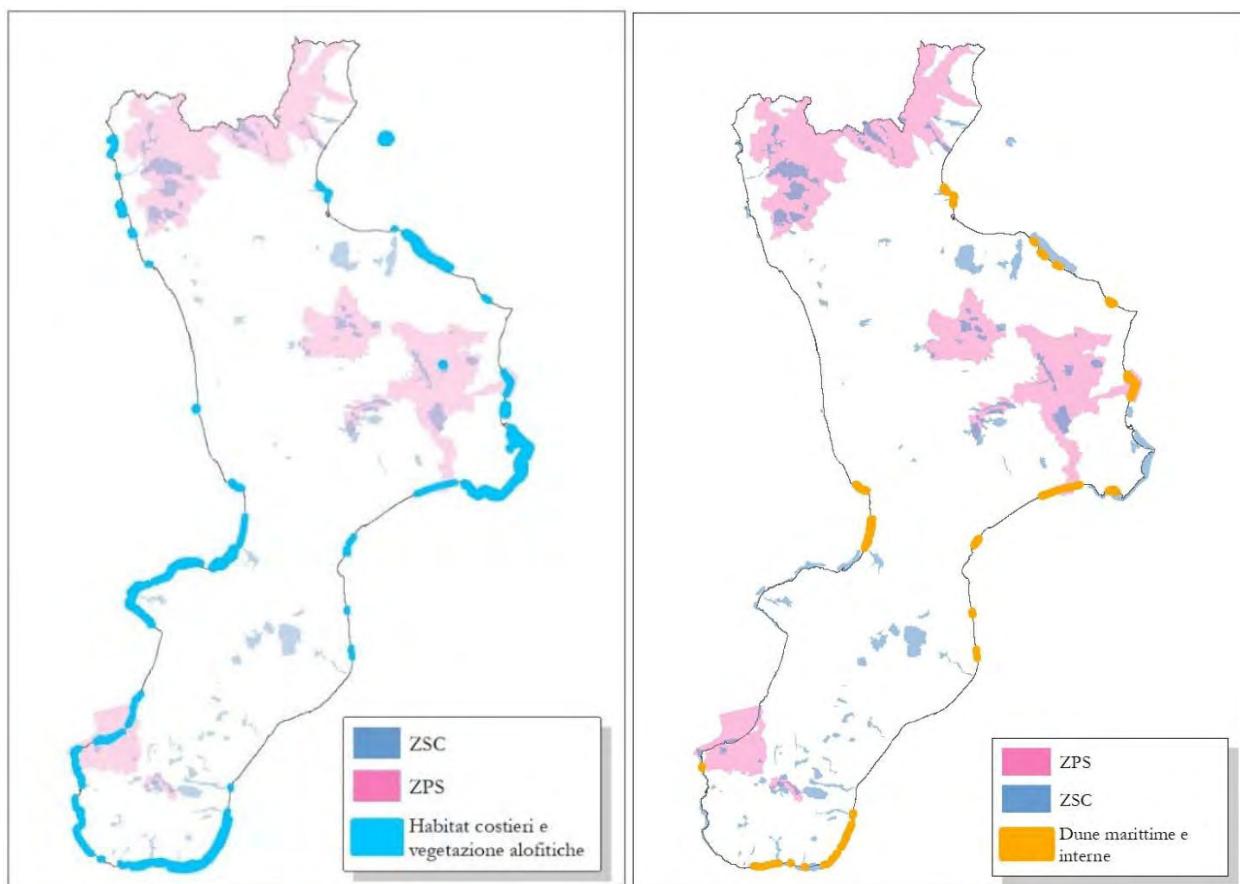 ZSC
ZPS
Habitat costieri e
vegetazione alofitiche
ZPS
ZSC
Dune marittime e
interne